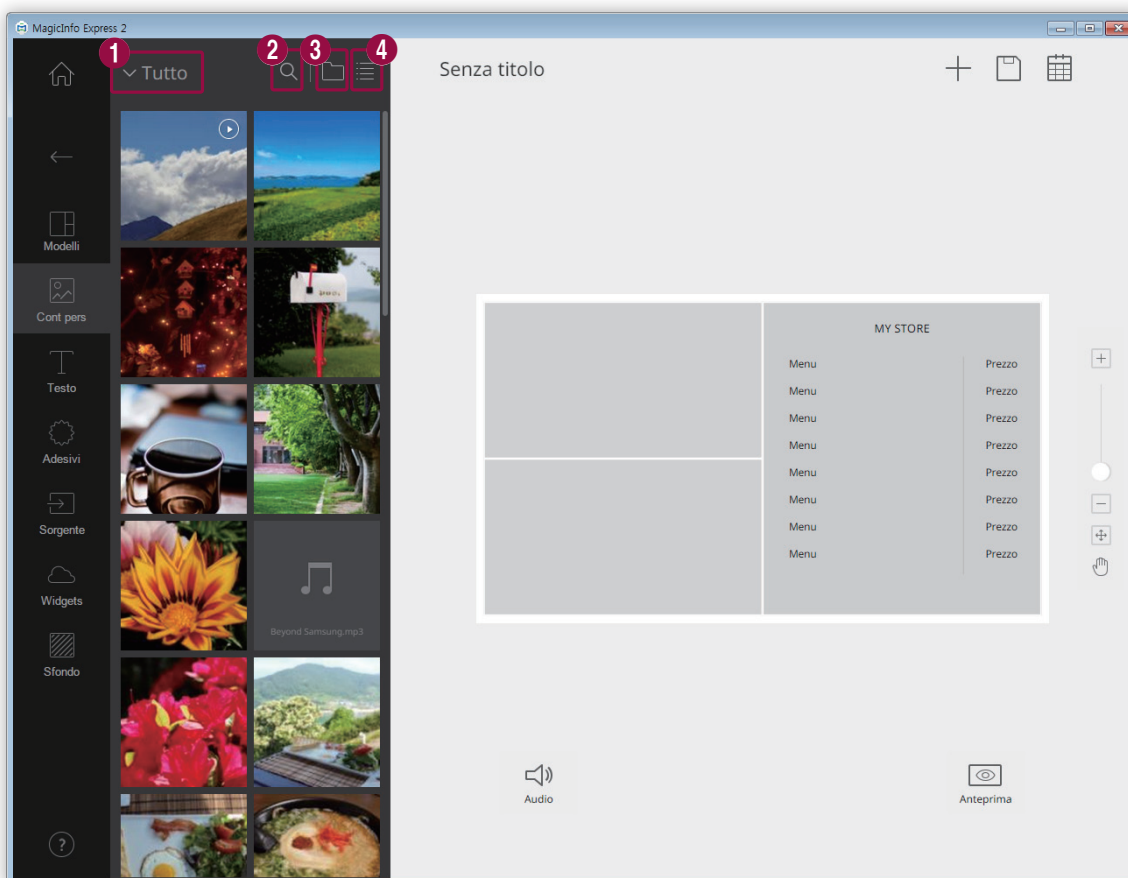 MagicInfo Express 2
1
2
3
4
Tutto
Senza titolo
Modelli
Cont pers
Testo
Adesivi
Sorgente
Widgets
Sfondo
?
Beyond Samsung.mp3
MY STORE
Menu Prezzo
Menu Prezzo
Menu Prezzo
Menu Prezzo
Menu Prezzo
Menu Prezzo
Menu Prezzo
Menu Prezzo
Audio
Anteprima